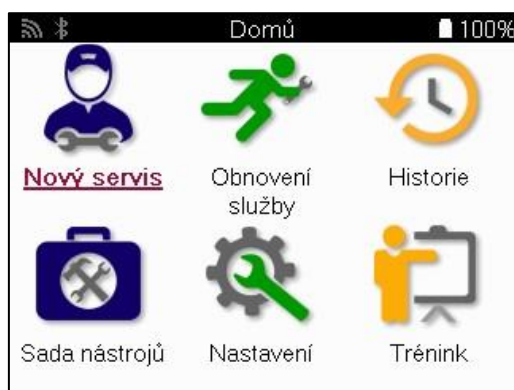 Domů
100%
Nový servis
Obnovení
služby
Historie
Sada nástrojů
Nastavení
Trénink